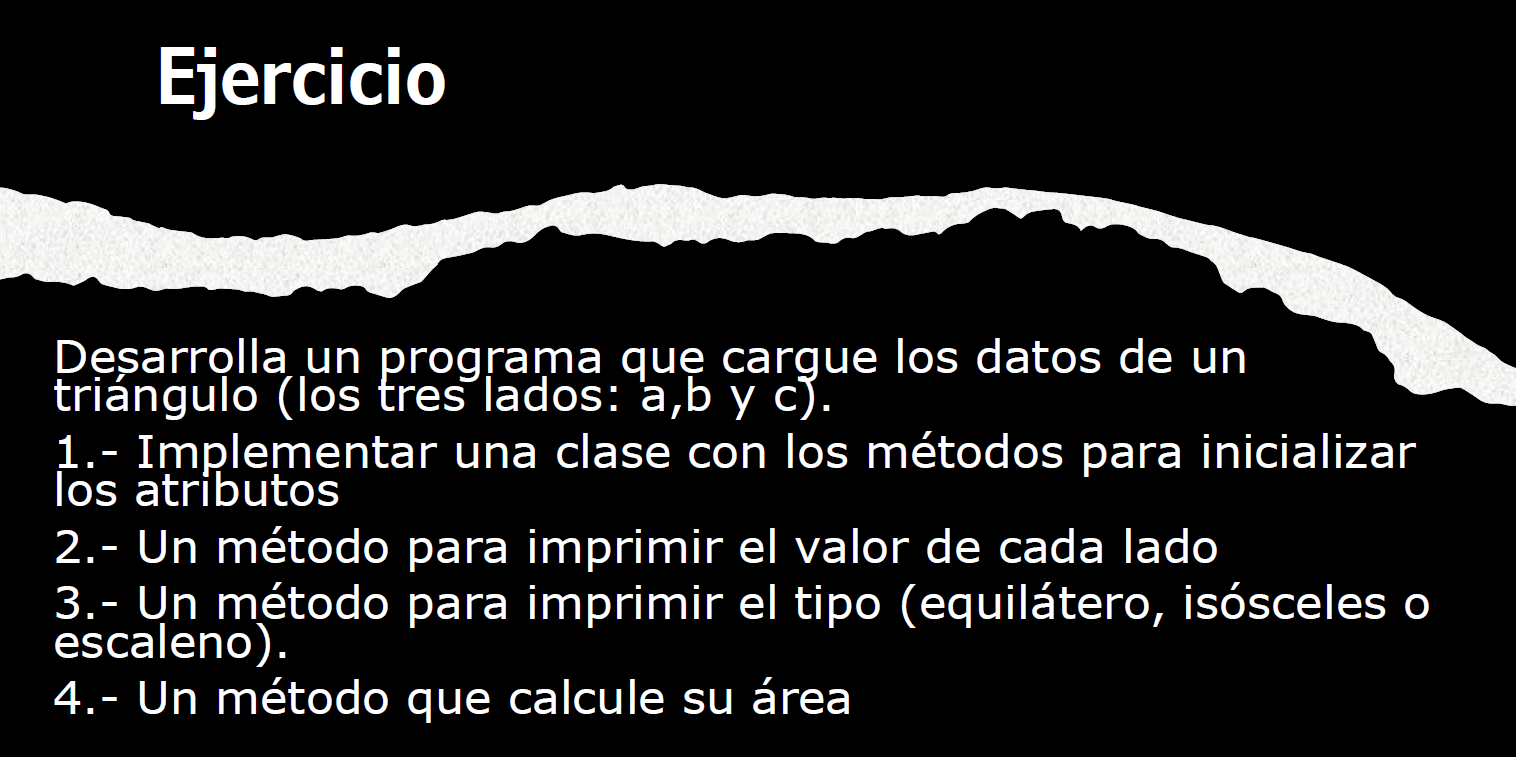 Ejercicio
Desarrolla un programa que cargue los datos de un
triángulo (los tres lados: a,b y c).
1.- Implementar una clase con los métodos para inicializar
los atributos
2.- Un método para imprimir el valor de cada lado
3.- Un método para imprimir el tipo (equilátero, isósceles o
escaleno).
4.- Un método que calcule su área